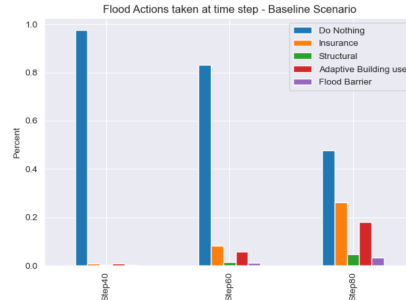 Flood Actions taken at time step - Baseline Scenario
1.0
0.8
0.6
0.4
0.2
0.0
Percent
Do Nothing
Insurance
Structural
Adaptive Building use
Flood Barrier
Step40
Step60
Step80